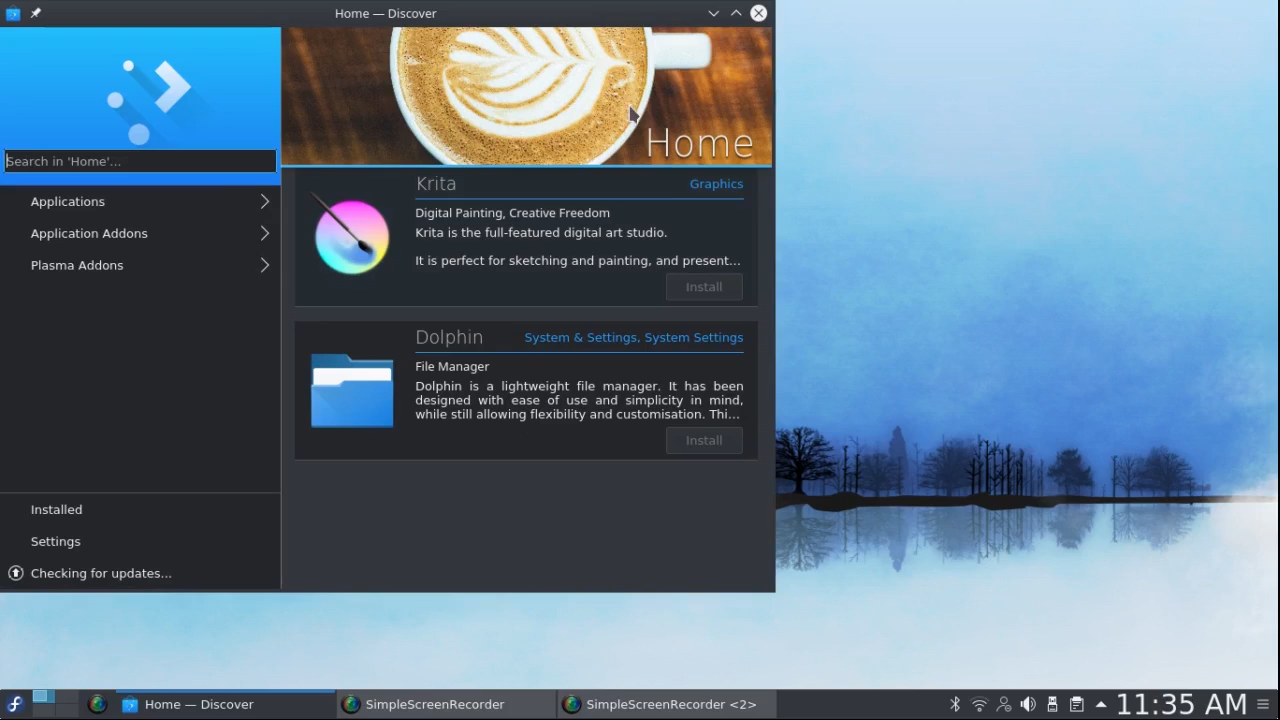 Home — Discover
Home
Search in 'Home'...
Applications
Application Addons
Plasma Addons
Installed
Settings
Checking for updates...
Krita
Graphics
Digital Painting, Creative Freedom
Krita is the full-featured digital art studio.
It is perfect for sketching and painting, and present...
Install
Dolphin
System & Settings, System Settings
File Manager
Dolphin is a lightweight file manager. It has been
designed with ease of use and simplicity in mind,
while still allowing flexibility and customisation. Thi...
Install
Home — Discover
SimpleScreenRecorder
SimpleScreenRecorder <2>
11:35 AM